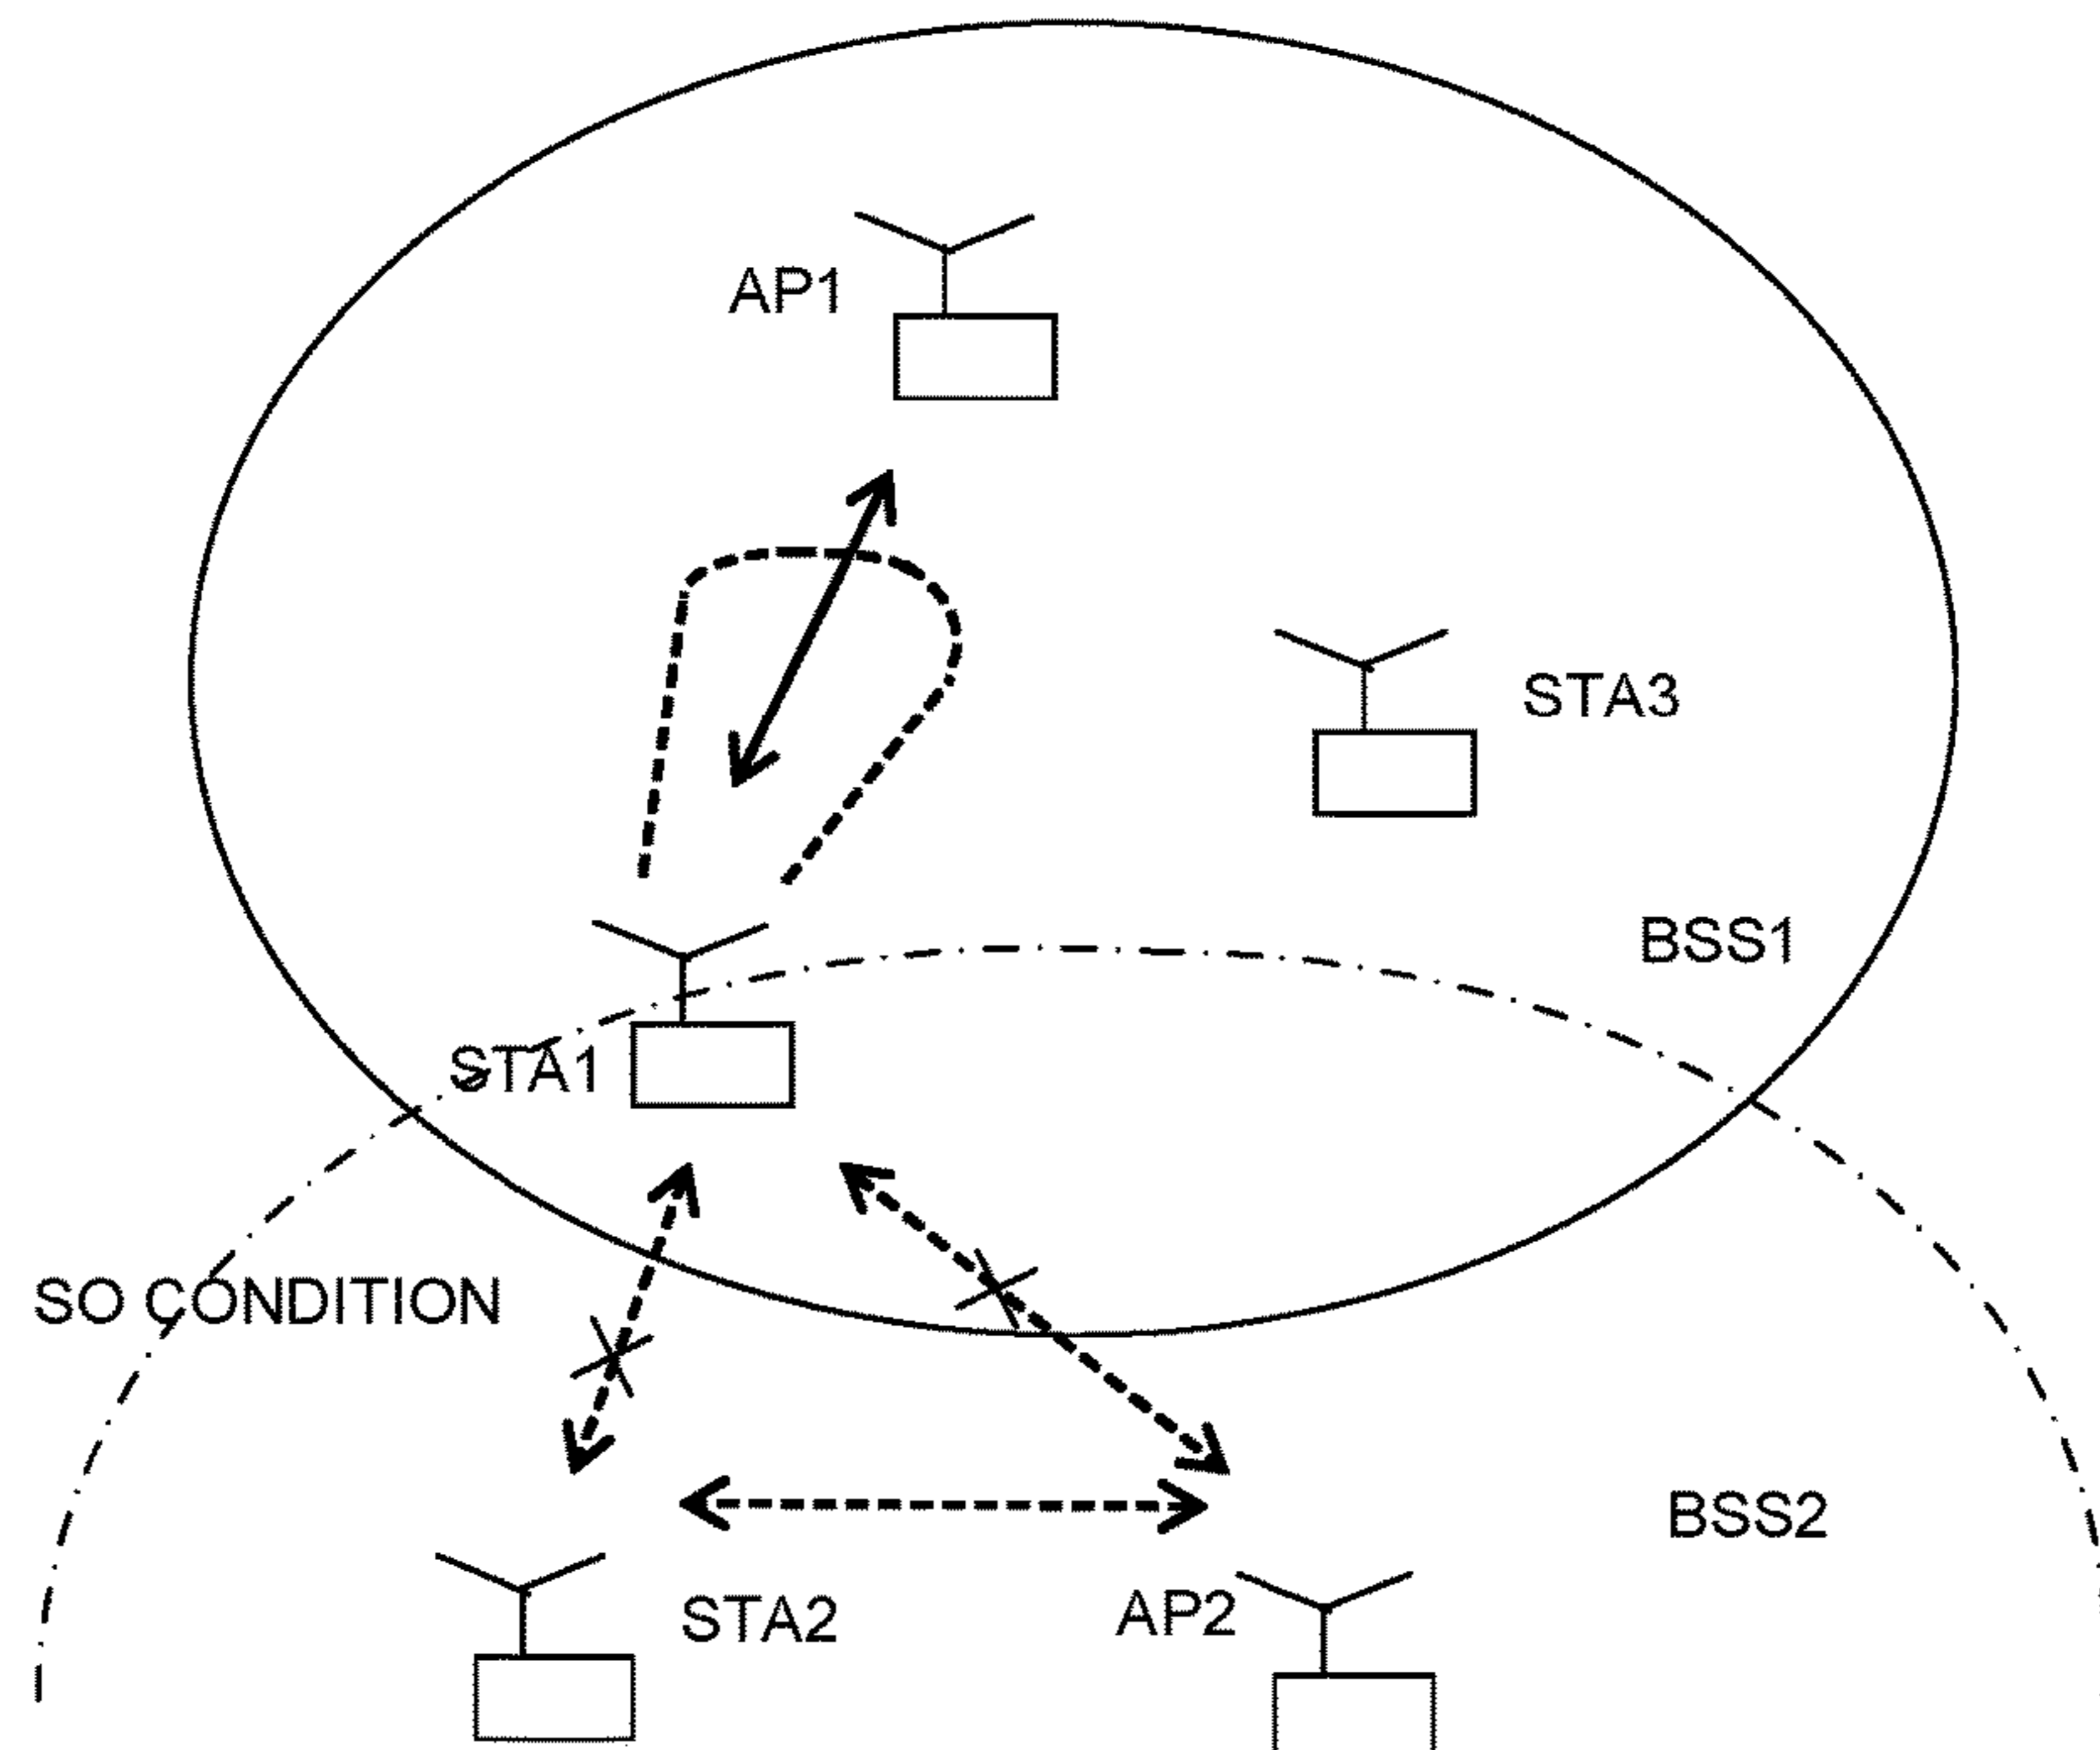 AP1
STA3
BSS1
STA1
SO CONDITION
BSS2
STA2
AP2